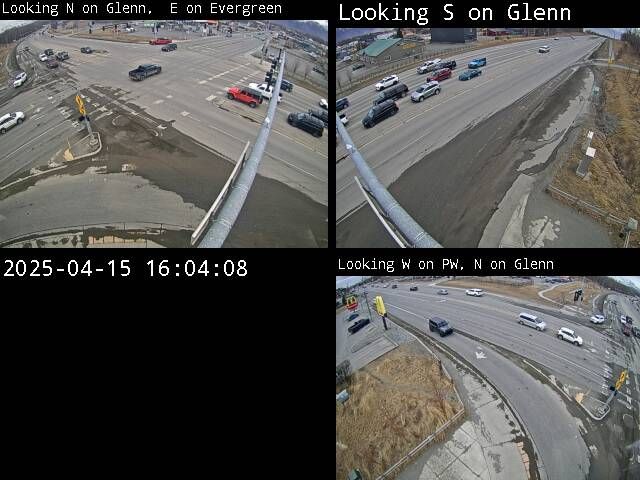 Looking N on Glenn,  E on Evergreen
Looking S on Glenn
2025-04-15 16:04:08
Looking W on PW, N on Glenn